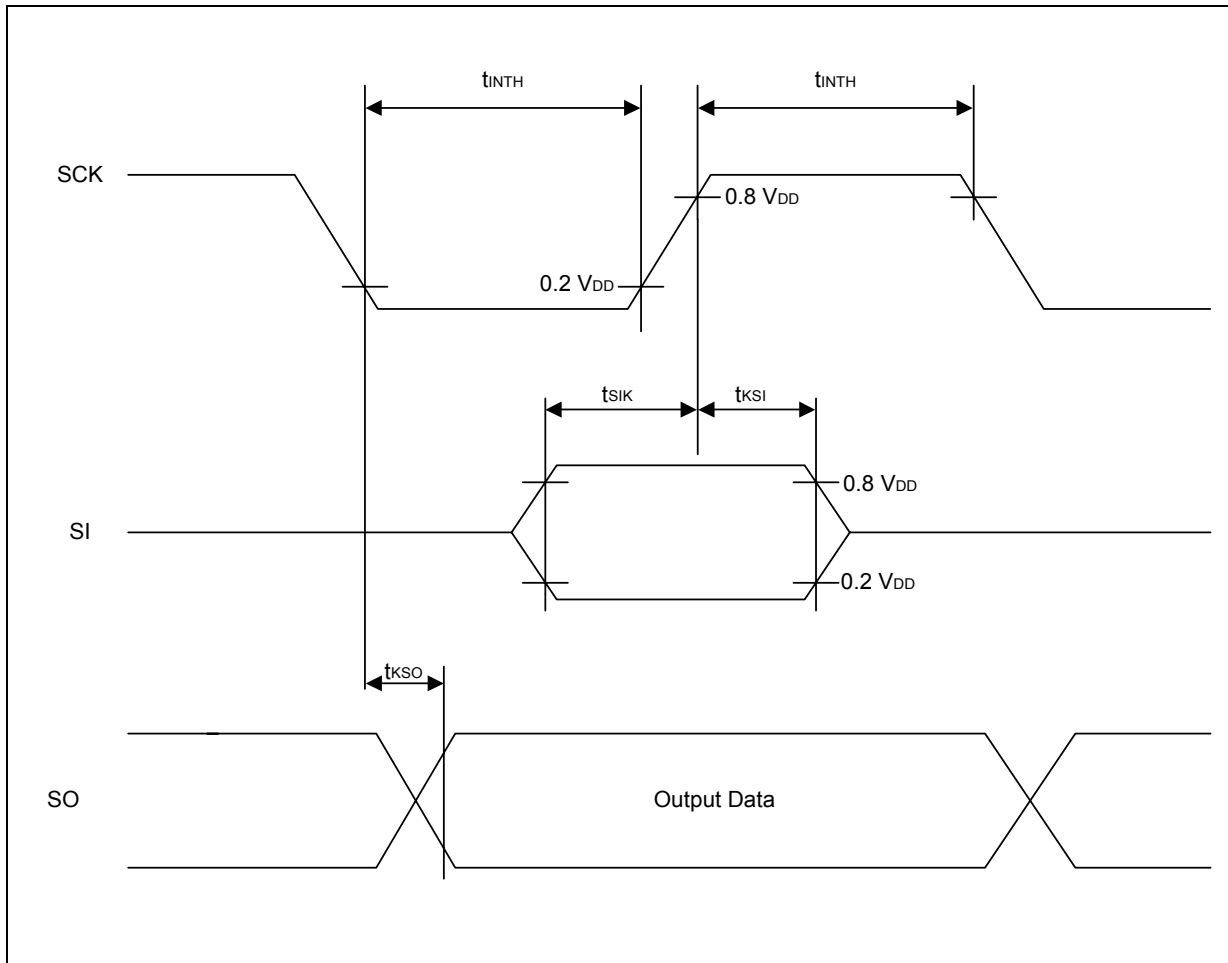 tINTH
tINTH
SCK
0.8 VDD
0.2 VDD
tSIK
tKSI
0.8 VDD
SI
0.2 VDD
tKSO
SO
Output Data